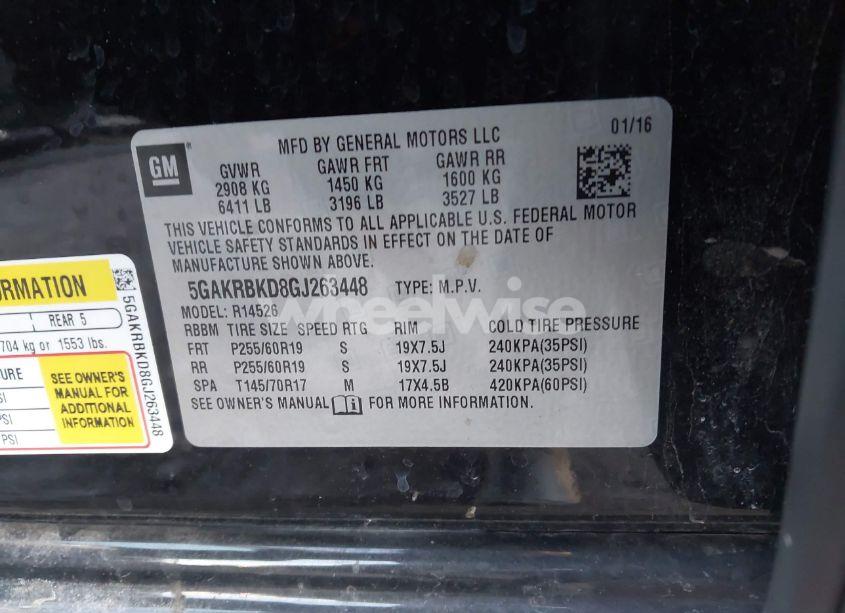 MFD BY GENERAL MOTORS LLC 01/16
GM
GVWR GAWR FRT GAWR RR
2908 KG 1450 KG 1600 KG
6411 LB 3196 LB 3527 LB
THIS VEHICLE CONFORMS TO ALL APPLICABLE U.S. FEDERAL MOTOR
VEHICLE SAFETY STANDARDS IN EFFECT ON THE DATE OF
MANUFACTURE SHOWN ABOVE.
5GAKRBKD8GJ263448 TYPE: M.P.V.
MODEL: R14526
RBBM TIRE SIZE SPEED RTG RIM COLD TIRE PRESSURE
FRT P255/60R19 S 19X7.5J 240KPA(35PSI)
RR P255/60R19 S 19X7.5J 240KPA(35PSI)
SPA T145/70R17 M 17X4.5B 420KPA(60PSI)
SEE OWNER'S MANUAL FOR MORE INFORMATION.
wheelwise
ORMATION
REAR 5
704 kg or 1553 lbs.
SEE OWNER'S
MANUAL FOR
ADDITIONAL
INFORMATION
URE
PSI
PSI
PSI
5GAKRBKD8GJ263448